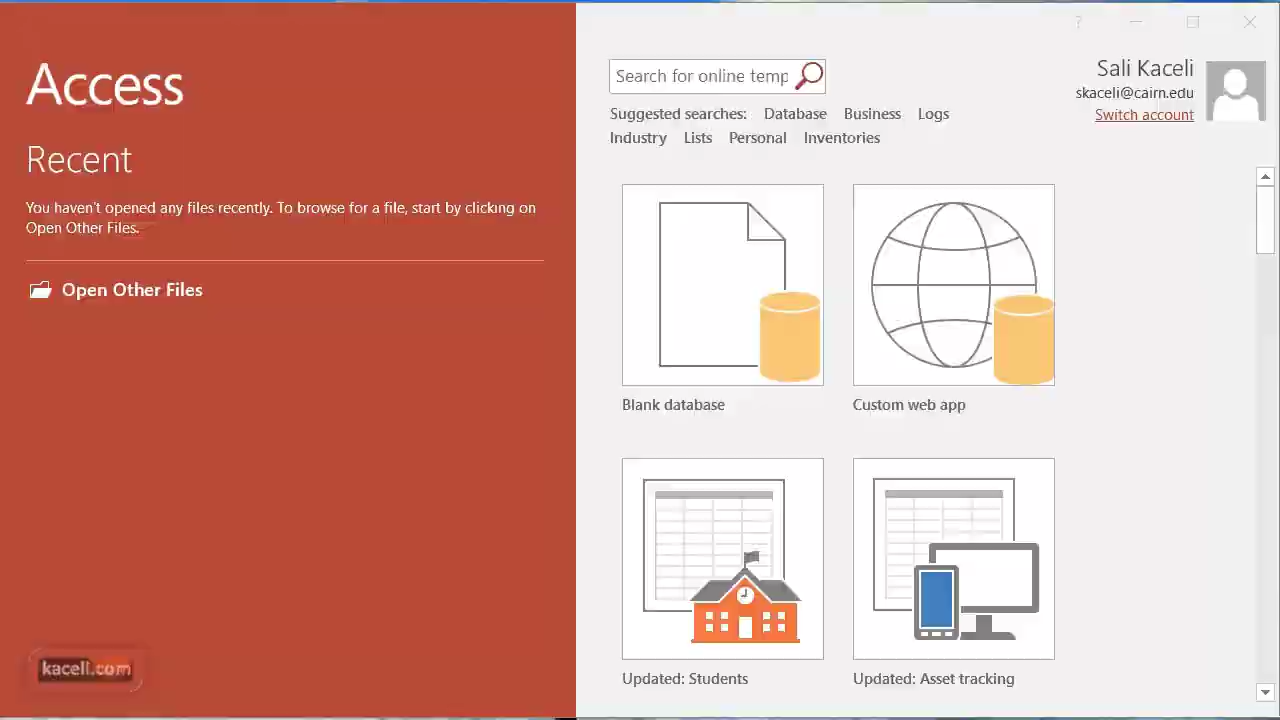 Access
Recent
You haven't opened any files recently. To browse for a file, start by clicking on
Open Other Files.
Open Other Files
kaceli.com
?
Search for online temp
Suggested searches: Database Business Logs
Industry Lists Personal Inventories
Sali Kaceli
skaceli@cairn.edu
Switch account
Blank database
Custom web app
Updated: Students
Updated: Asset tracking